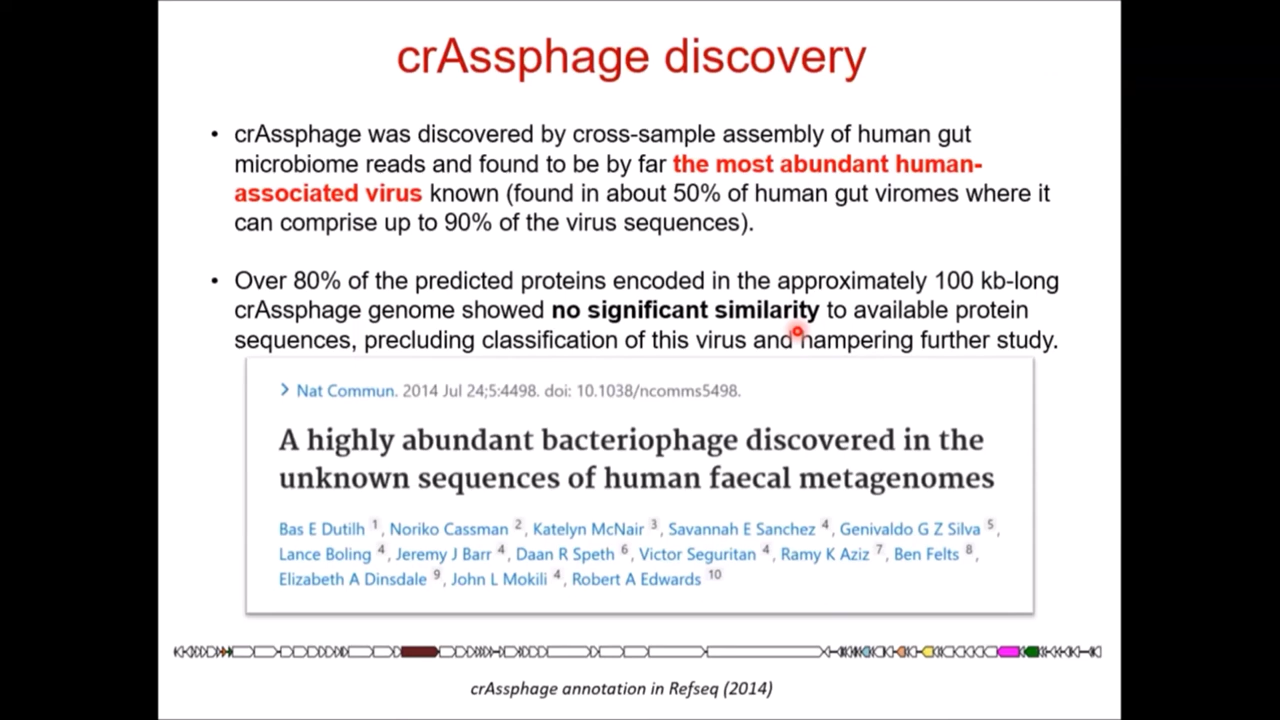 crAssphage discovery
• crAssphage was discovered by cross-sample assembly of human gut
microbiome reads and found to be by far the most abundant human-
associated virus known (found in about 50% of human gut viromes where it
can comprise up to 90% of the virus sequences).
• Over 80% of the predicted proteins encoded in the approximately 100 kb-long
crAssphage genome showed no significant similarity to available protein
sequences, precluding classification of this virus and hampering further study.
> Nat Commun. 2014 Jul 24;5:4498. doi: 10.1038/ncomms5498.
A highly abundant bacteriophage discovered in the
unknown sequences of human faecal metagenomes
Bas E Dutilh 1, Noriko Cassman 2, Katelyn McNair 3, Savannah E Sanchez 4, Genivaldo G Z Silva 5,
Lance Boling 4, Jeremy J Barr 4, Daan R Speth 6, Victor Seguritan 4, Ramy K Aziz 7, Ben Felts 8,
Elizabeth A Dinsdale 9, John L Mokili 4, Robert A Edwards 10
crAssphage annotation in Refseq (2014)